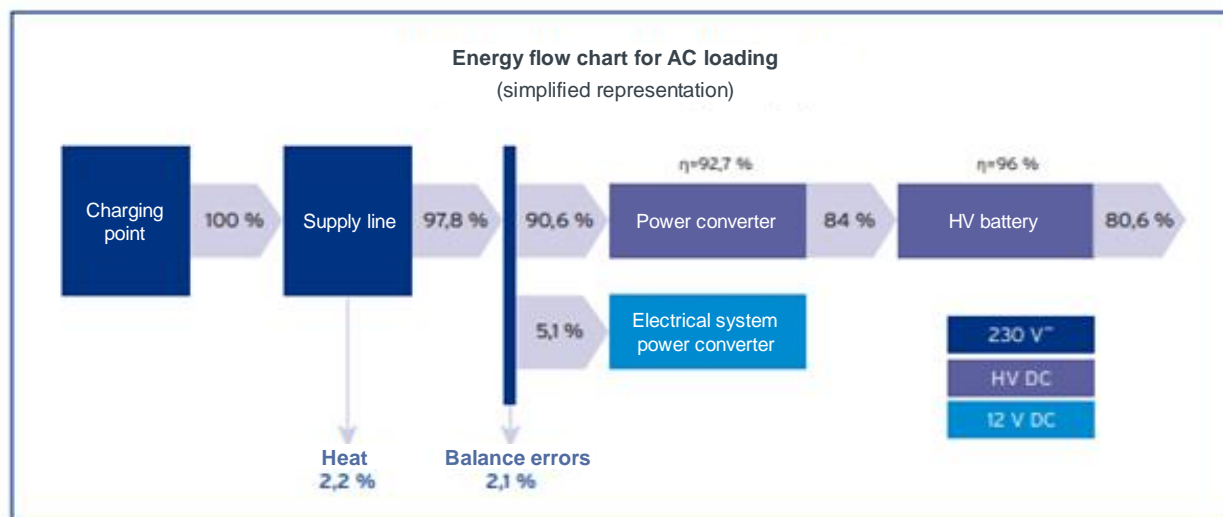 Energy flow chart for AC loading
(simplified representation)
η=92,7 %
η=96 %
Charging
point
100 %
Supply line
97,8 %
90,6 %
Power converter
84 %
HV battery
80,6 %
5,1 %
Electrical system
power converter
230 V~
HV DC
12 V DC
Heat
2,2 %
Balance errors
2,1 %